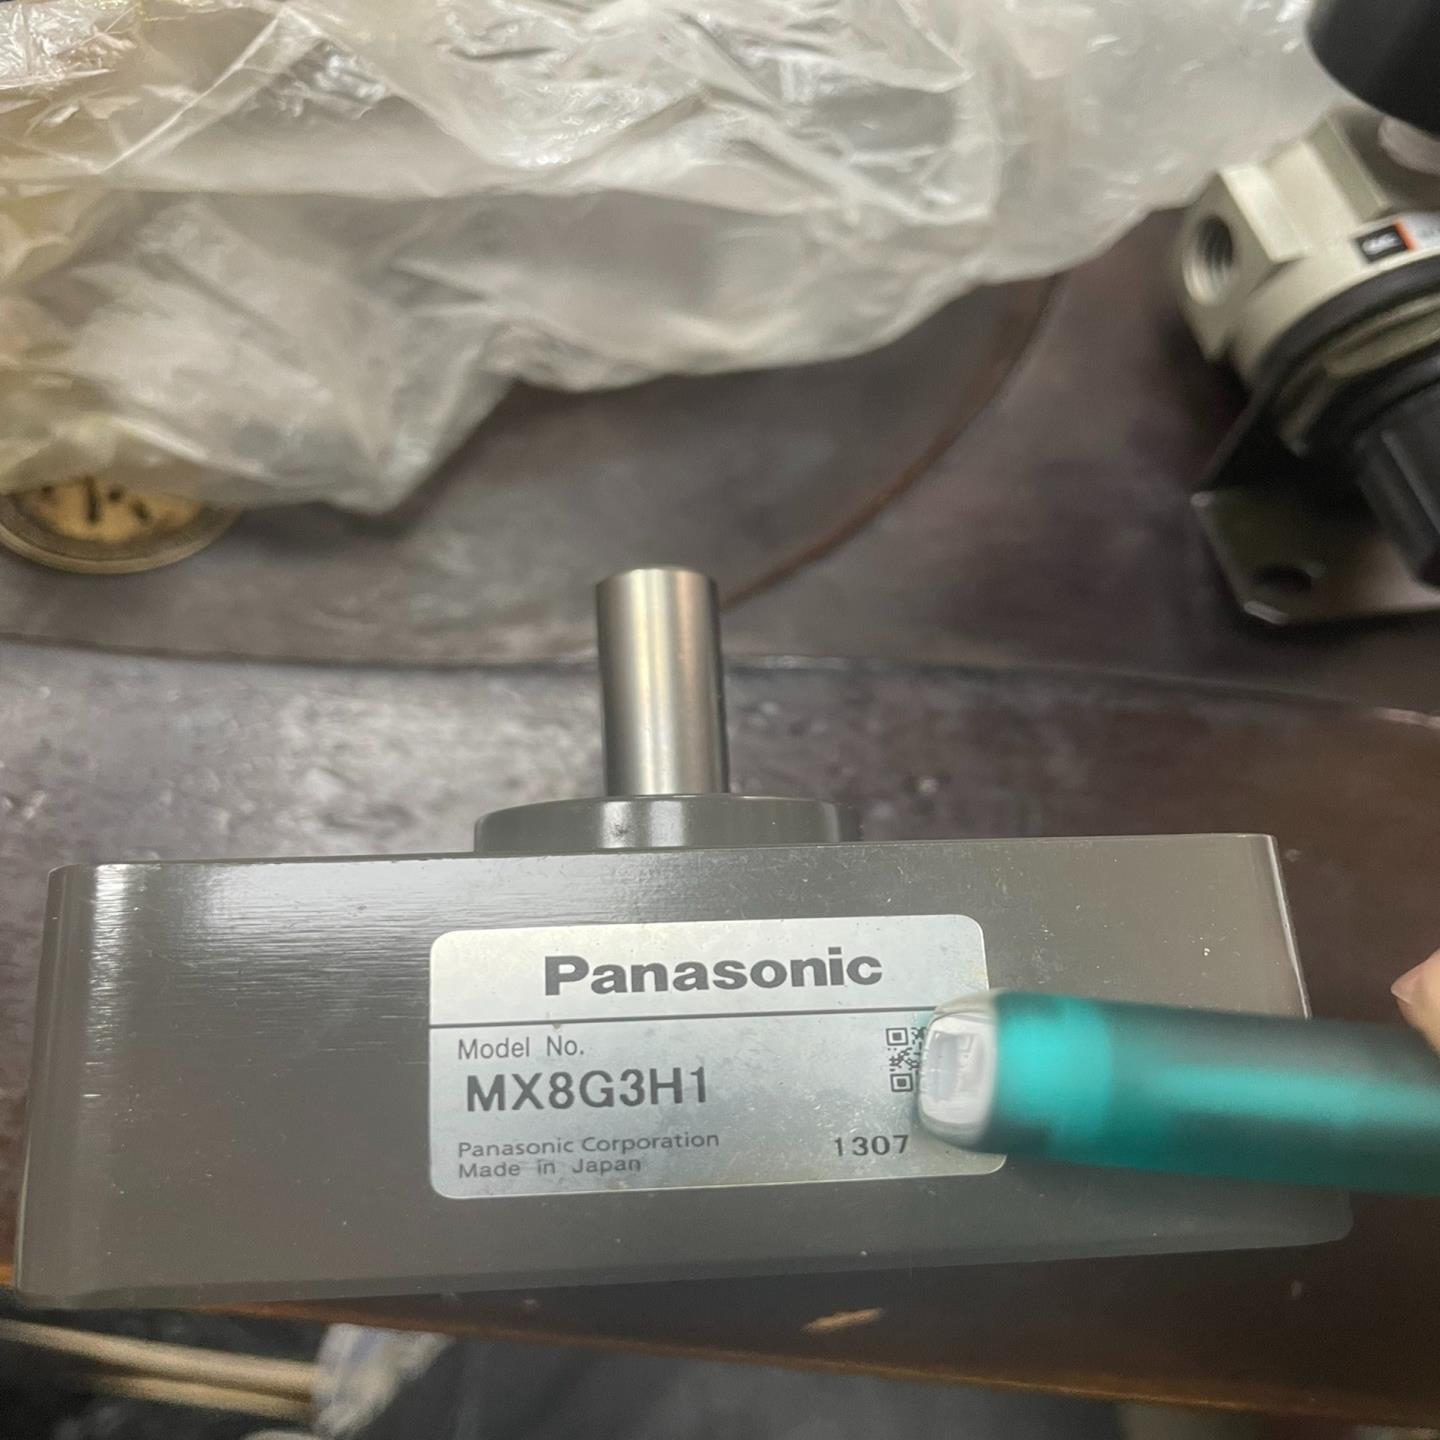 Panasonic
Model No.
MX8G3H1
Panasonic Corporation
1307
Made in Japan